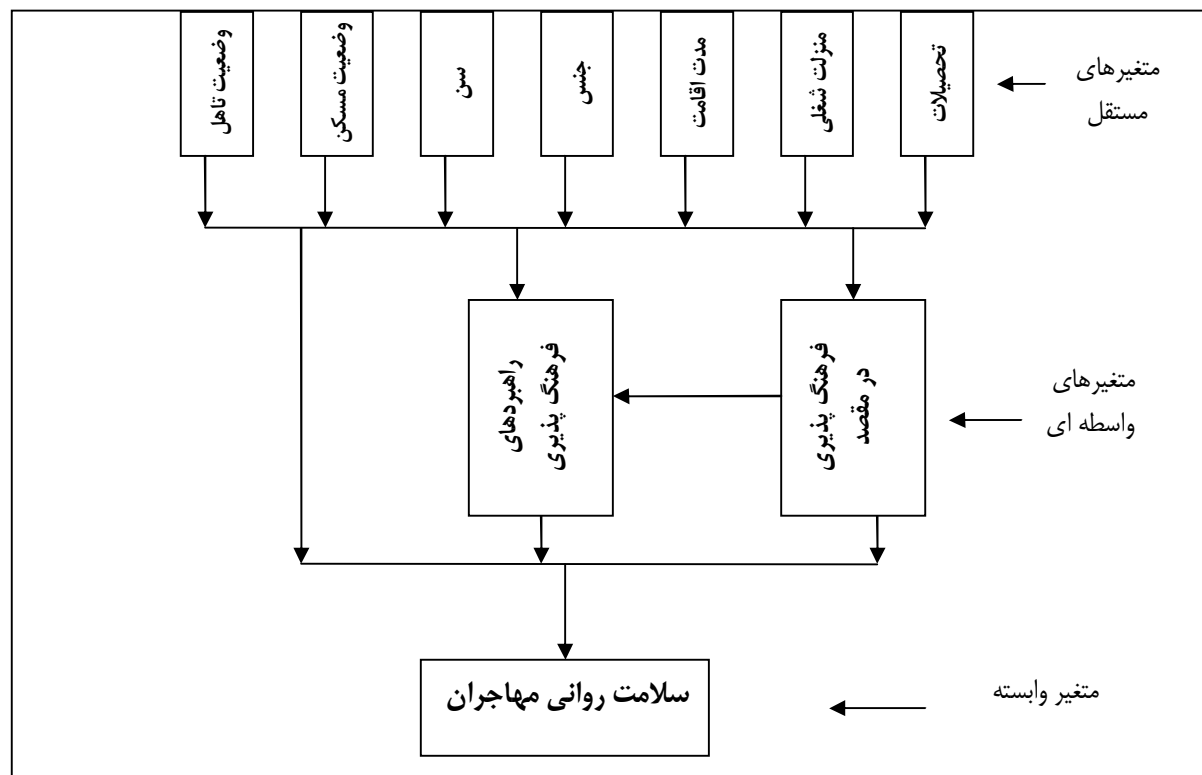 متغیرهای
مستقل
تحصیلات
منزلت شغلی
مدت اقامت
جنس
سن
وضعیت مسکن
وضعیت تاهل
متغیرهای
واسطه ای
فرهنگ پذیری
در مقصد
راهبردهای
فرهنگ پذیری
متغیر وابسته
سلامت روانی مهاجران